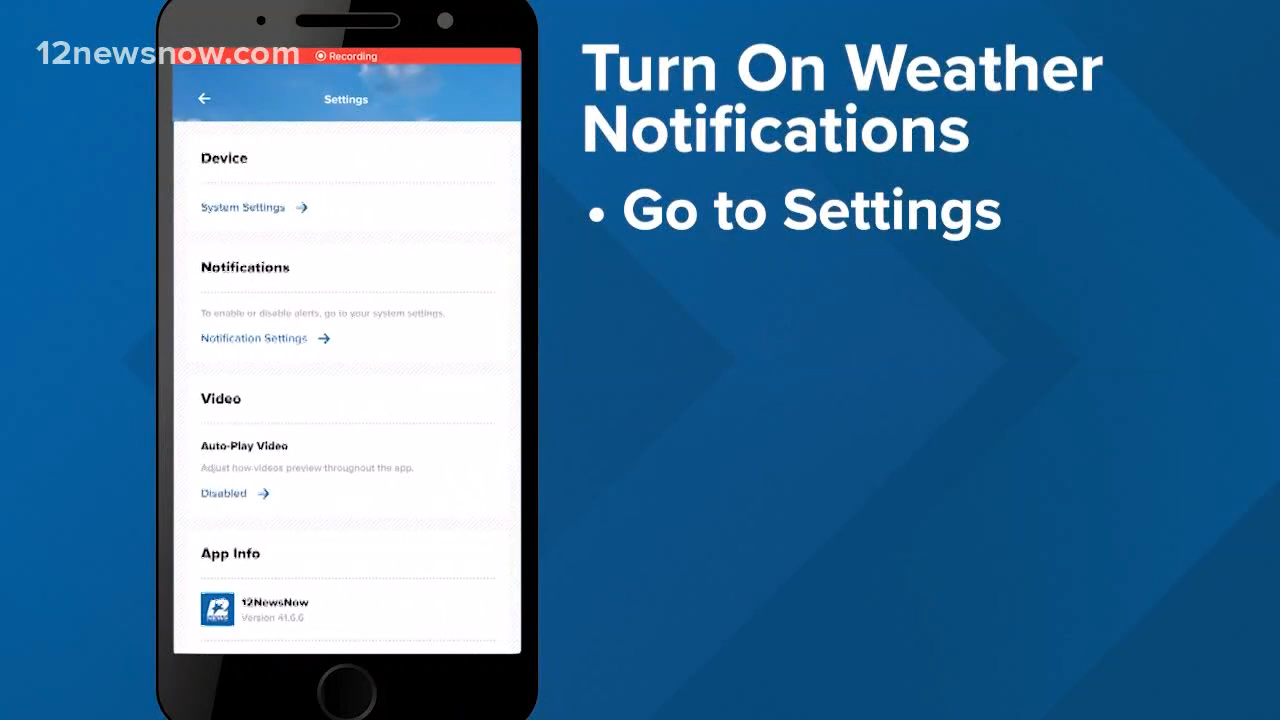 12newsnow.com
Recording
Settings
Device
System Settings
Notifications
To enable or disable alerts, go to your system settings.
Notification Settings
Video
Auto-Play Video
Adjust how videos preview throughout the app.
Disabled
App Info
12NewsNow
Version 41.6.6
Turn On Weather
Notifications
• Go to Settings